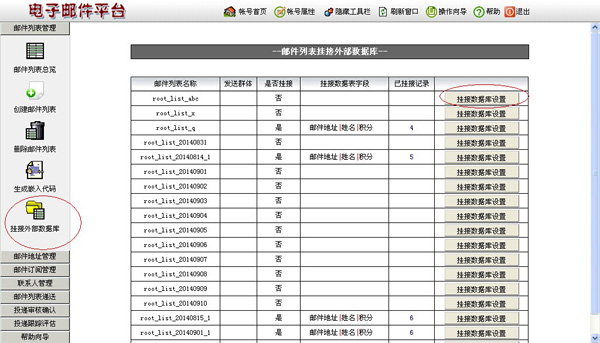 电子邮件平台
帐号首页 帐号属性 隐藏工具栏 刷新窗口 操作向导 帮助 退出
邮件列表管理
邮件列表总览
创建邮件列表
删除邮件列表
生成嵌入代码
挂接外部数据库
邮件地址管理
邮件订阅管理
联系人管理
邮件列表递送
投递审核确认
投递跟踪评估
帮助向导
--邮件列表挂接外部数据库--
邮件列表名称 发送群体 是否挂接 挂接数据表字段 已挂接记录
root_list_abc 否 挂接数据库设置
root_list_x 否 挂接数据库设置
root_list_q 是 邮件地址|姓名|积分 4 挂接数据库设置
root_list_20140831 否 挂接数据库设置
root_list_20140814_1 是 邮件地址|姓名|积分 5 挂接数据库设置
root_list_20140901 否 挂接数据库设置
root_list_20140902 否 挂接数据库设置
root_list_20140903 否 挂接数据库设置
root_list_20140904 否 挂接数据库设置
root_list_20140905 否 挂接数据库设置
root_list_20140906 否 挂接数据库设置
root_list_20140907 否 挂接数据库设置
root_list_20140908 否 挂接数据库设置
root_list_20140909 否 挂接数据库设置
root_list_20140910 否 挂接数据库设置
root_list_20140815_1 是 邮件地址|姓名|积分 6 挂接数据库设置
root_list_20140901_1 是 邮件地址|姓名|积分 6 挂接数据库设置